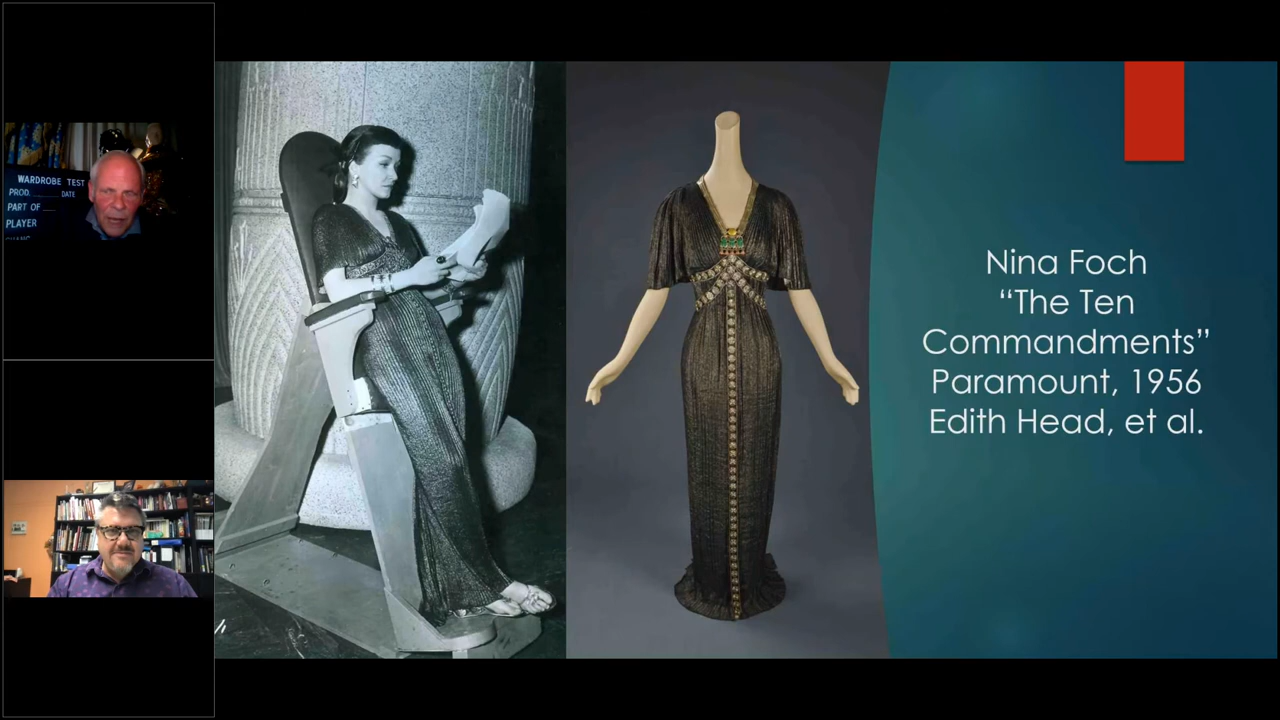 WARDROBE TEST
PROD. DATE
PART OF
PLAYER
Nina Foch
“The Ten
Commandments”
Paramount, 1956
Edith Head, et al.